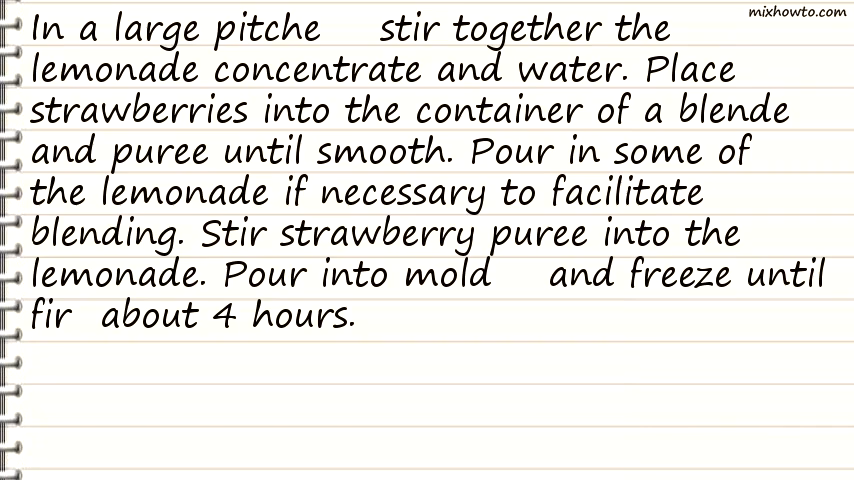 mixhowto.com
In a large pitche stir together the
lemonade concentrate and water. Place
strawberries into the container of a blende
and puree until smooth. Pour in some of
the lemonade if necessary to facilitate
blending. Stir strawberry puree into the
lemonade. Pour into mold and freeze until
fir about 4 hours.